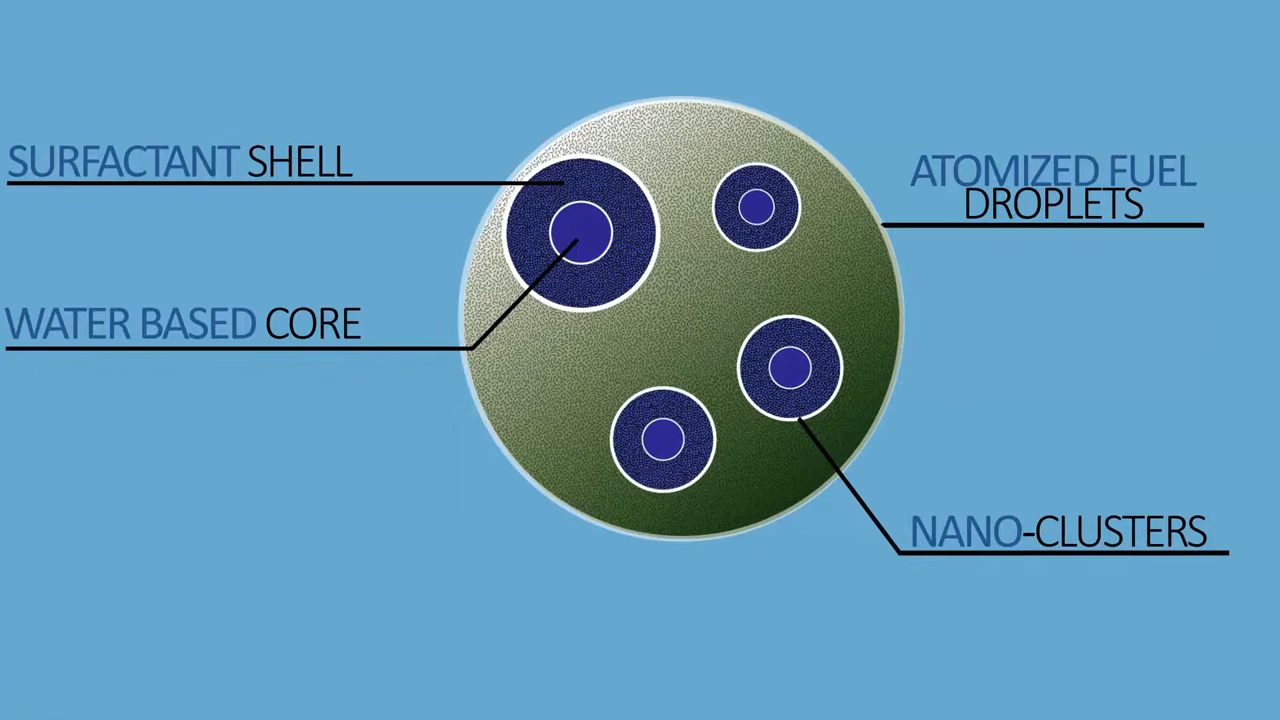 SURFACTANT SHELL
WATER BASED CORE
ATOMIZED FUEL
DROPLETS
NANO-CLUSTERS